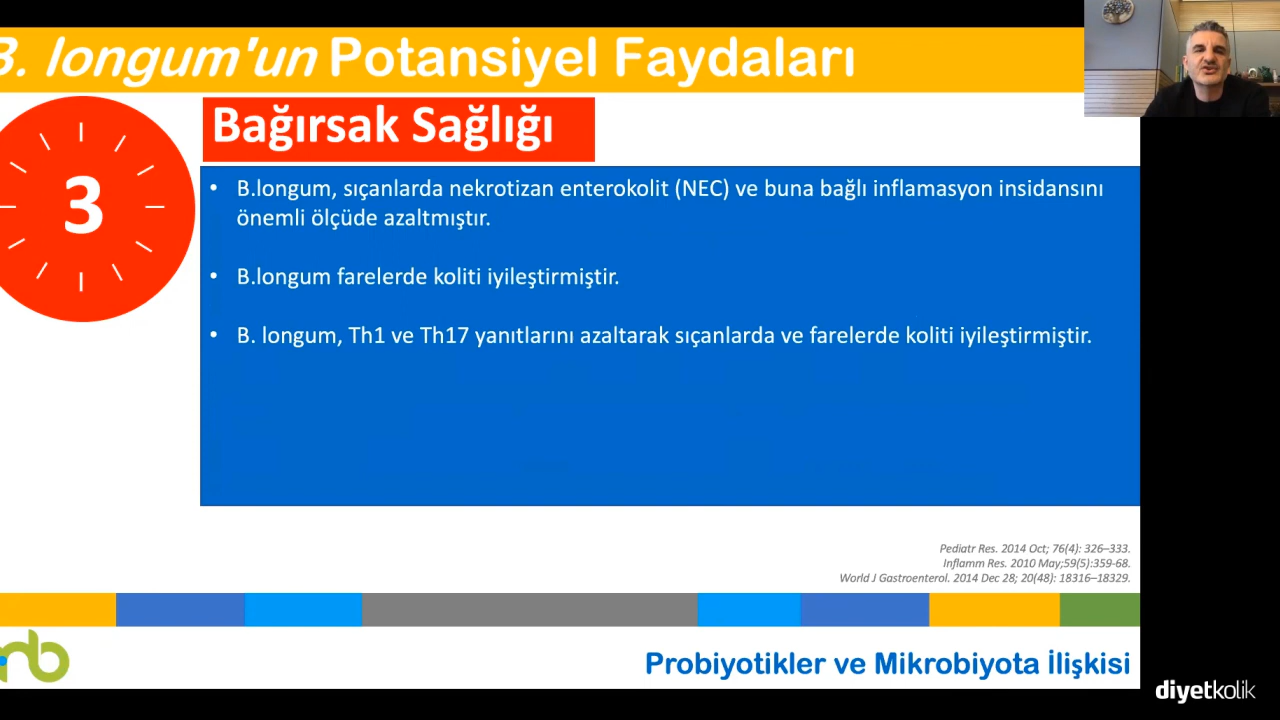 B. longum'un Potansiyel Faydaları
3
Bağırsak Sağlığı
• B.longum, sıçanlarda nekrotizan enterokolit (NEC) ve buna bağlı inflamasyon insidansını
önemli ölçüde azaltmıştır.
• B.longum farelerde koliti iyileştirmiştir.
• B. longum, Th1 ve Th17 yanıtlarını azaltarak sıçanlarda ve farelerde koliti iyileştirmiştir.
Pediatr Res. 2014 Oct; 76(4): 326–333.
Inflamm Res. 2010 May;59(5):359-68.
World J Gastroenterol. 2014 Dec 28; 20(48): 18316–18329.
Probiyotikler ve Mikrobiyota İlişkisi
diyetkolik